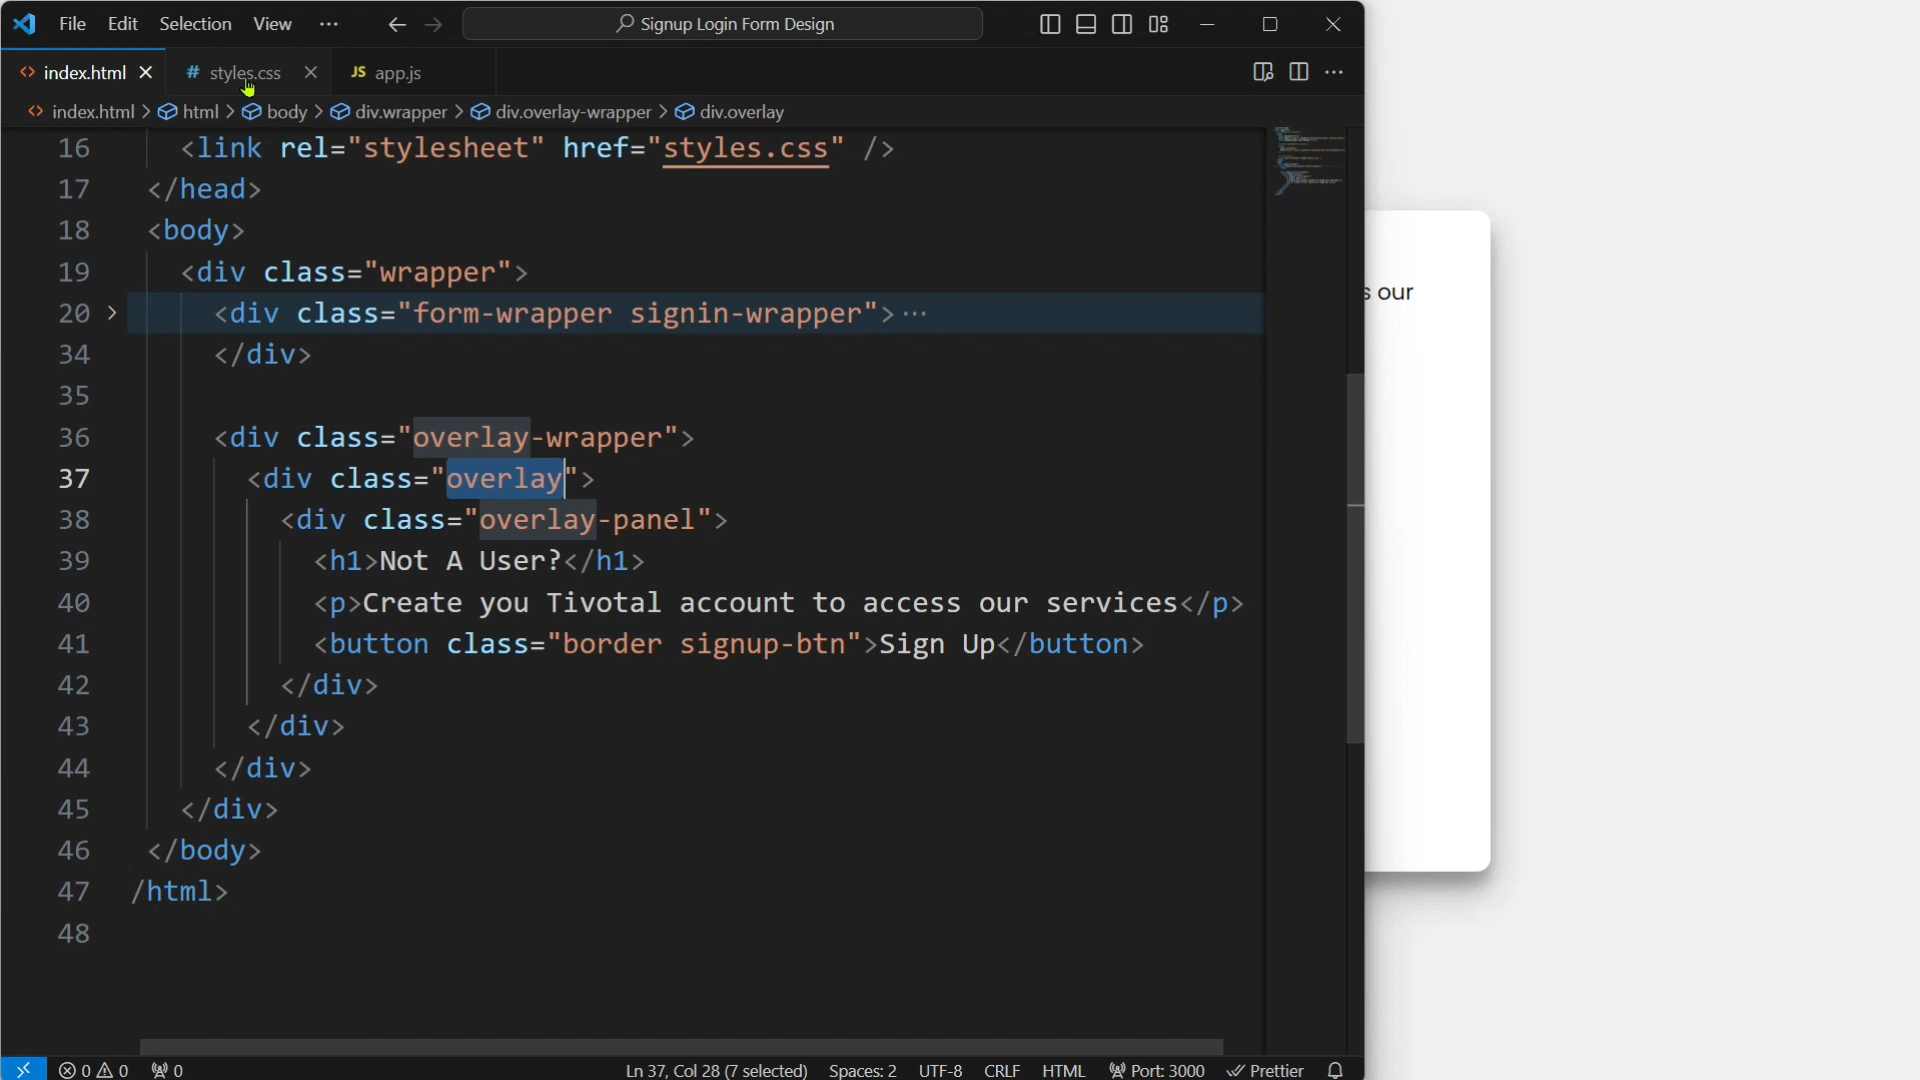 File Edit Selection View ··· Signup Login Form Design
index.html # styles.css JS app.js
index.html > html > body > div.wrapper > div.overlay-wrapper > div.overlay
16 <link rel="stylesheet" href="styles.css" />
17 </head>
18 <body>
19 <div class="wrapper">
20 <div class="form-wrapper signin-wrapper">···
34 </div>
35
36 <div class="overlay-wrapper">
37 <div class="overlay">
38 <div class="overlay-panel">
39 <h1>Not A User?</h1>
40 <p>Create you Tivotal account to access our services</p>
41 <button class="border signup-btn">Sign Up</button>
42 </div>
43 </div>
44 </div>
45 </div>
46 </body>
47 /html>
48
s our
0 0 0 Ln 37, Col 28 (7 selected) Spaces: 2 UTF-8 CRLF HTML Port: 3000 Prettier